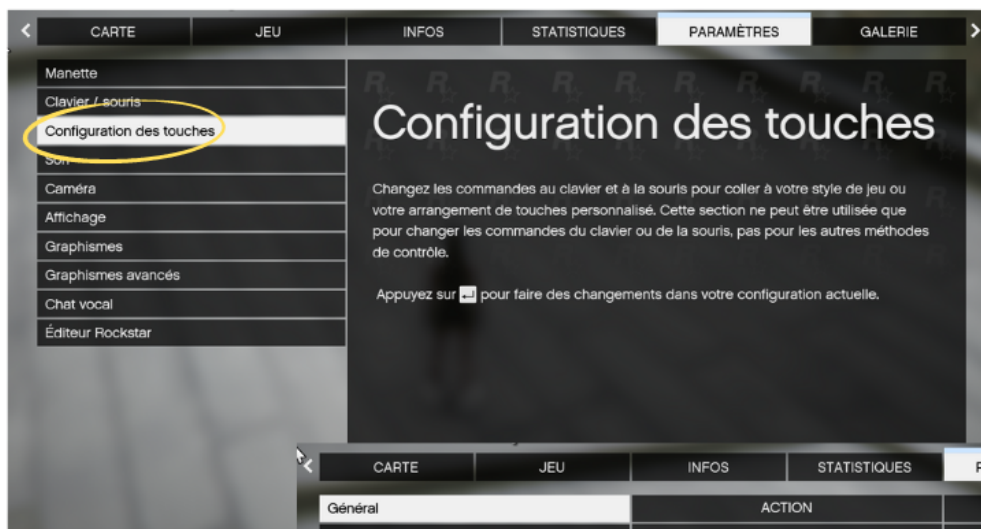 CARTE JEU INFOS STATISTIQUES PARAMÈTRES GALERIE
Manette
Clavier / souris
Configuration des touches
Son
Caméra
Affichage
Graphismes
Graphismes avancés
Chat vocal
Éditeur Rockstar
Configuration des touches
Changez les commandes au clavier et à la souris pour coller à votre style de jeu ou
votre arrangement de touches personnalisé. Cette section ne peut être utilisée que
pour changer les commandes du clavier ou de la souris, pas pour les autres méthodes
de contrôle.
Appuyez sur pour faire des changements dans votre configuration actuelle.
CARTE JEU INFOS STATISTIQUES
Général ACTION